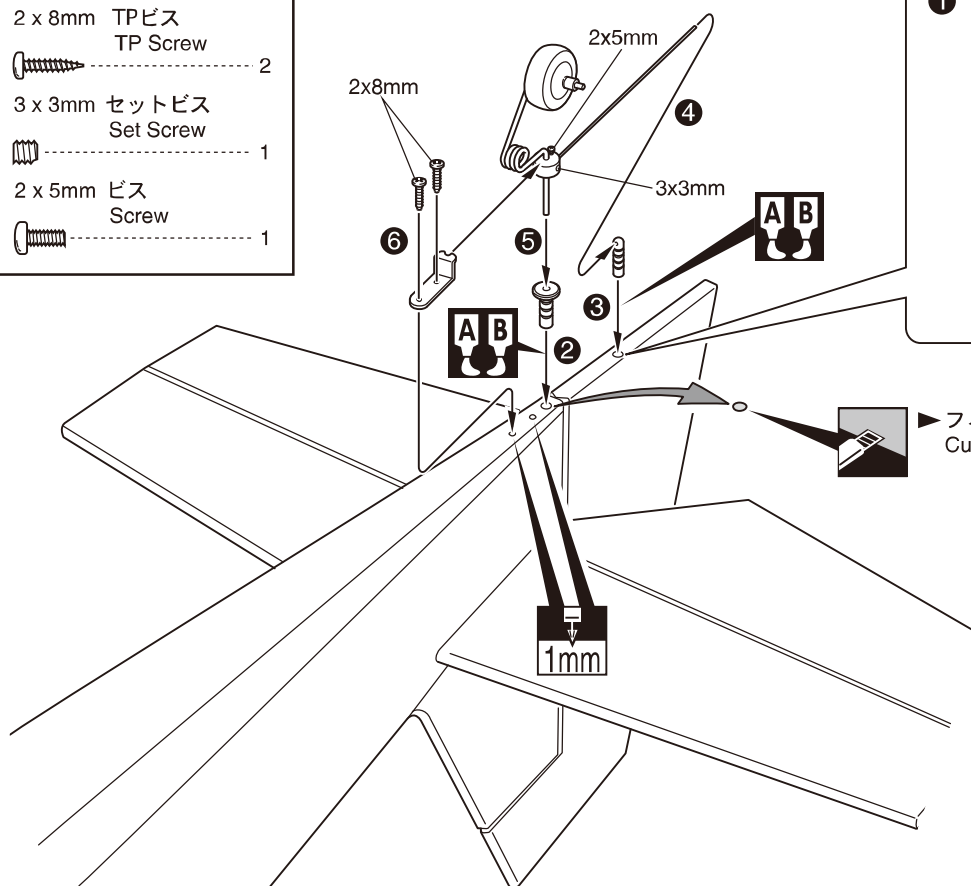 2 x 8mm TPビス
TP Screw
2
3 x 3mm セットビス
Set Screw
1
2 x 5mm ビス
Screw
1
1
2x5mm
2x8mm
4
3x3mm
A B
6
5
3
A B
2
Cu
1mm